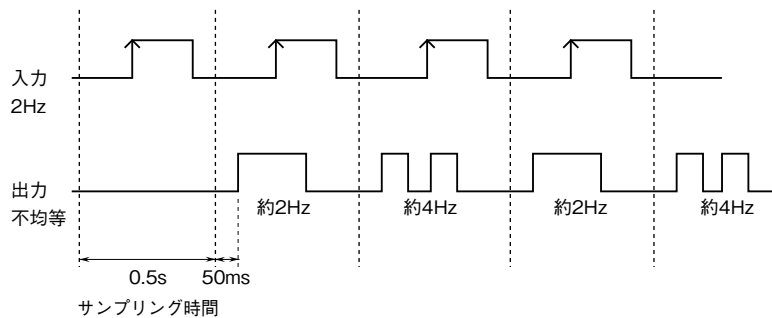 入力
2Hz
出力
不均等
約2Hz
約4Hz
約2Hz
約4Hz
0.5s
50ms
サンプリング時間